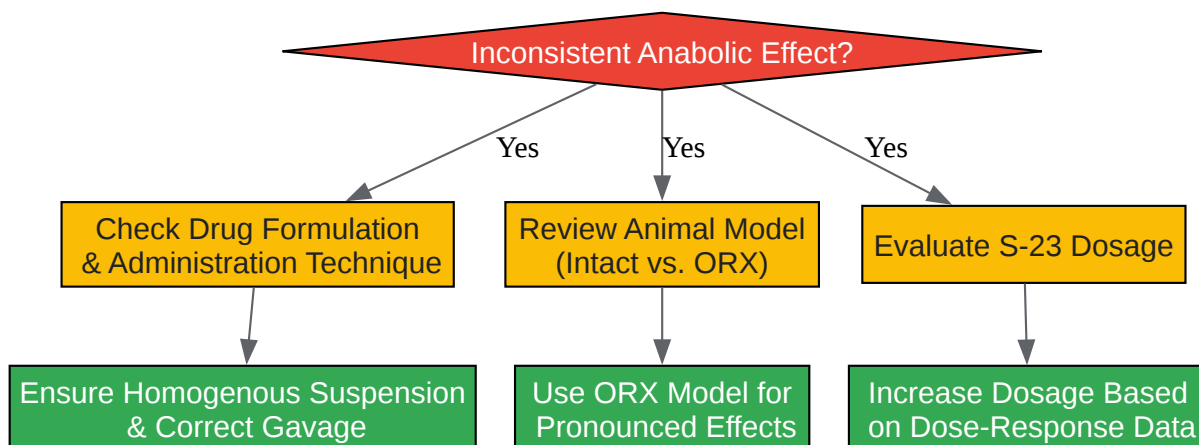 Inconsistent Anabolic Effect?
Yes
Yes
Yes
Check Drug Formulation
& Administration Technique
Review Animal Model
(Intact vs. ORX)
Evaluate S-23 Dosage
Ensure Homogenous Suspension
& Correct Gavage
Use ORX Model for
Pronounced Effects
Increase Dosage Based
on Dose-Response Data